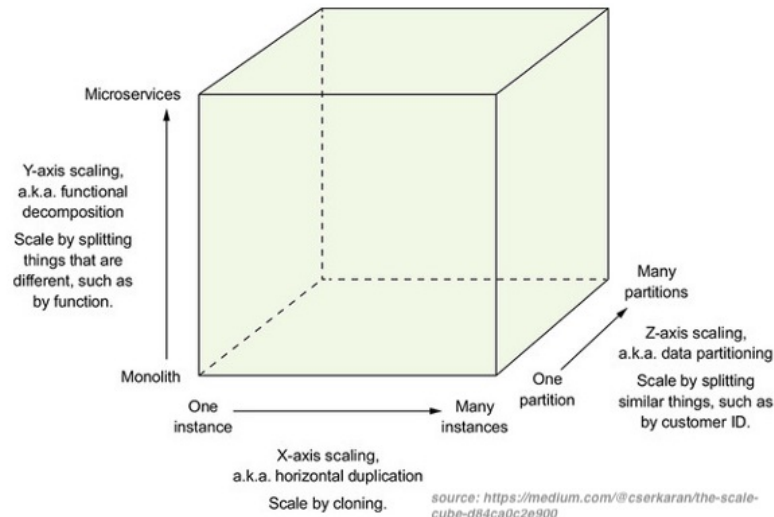 Microservices
Y-axis scaling,
a.k.a. functional
decomposition
Scale by splitting
things that are
different, such as
by function.
Monolith
One
instance
Many
instances
X-axis scaling,
a.k.a. horizontal duplication
Scale by cloning.
One
partition
Many
partitions
Z-axis scaling,
a.k.a. data partitioning
Scale by splitting
similar things, such as
by customer ID.
source: https://medium.com/@cserkaran/the-scale-
cube-d84ca0c2e900